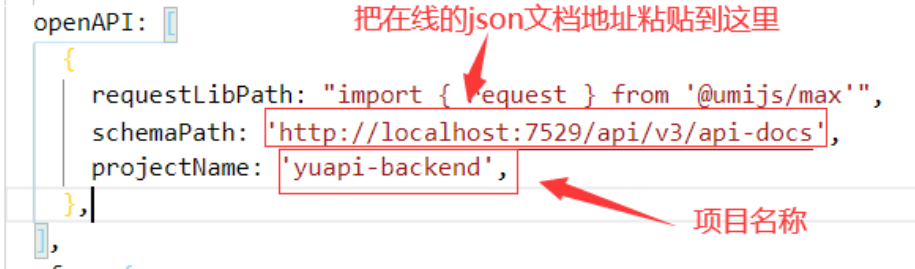 把在线的json文档地址粘贴到这里
openAPI: [
{
requestLibPath: "import { request } from '@umijs/max'",
schemaPath: 'http://localhost:7529/api/v3/api-docs',
projectName: 'yuapi-backend',
},
项目名称
],